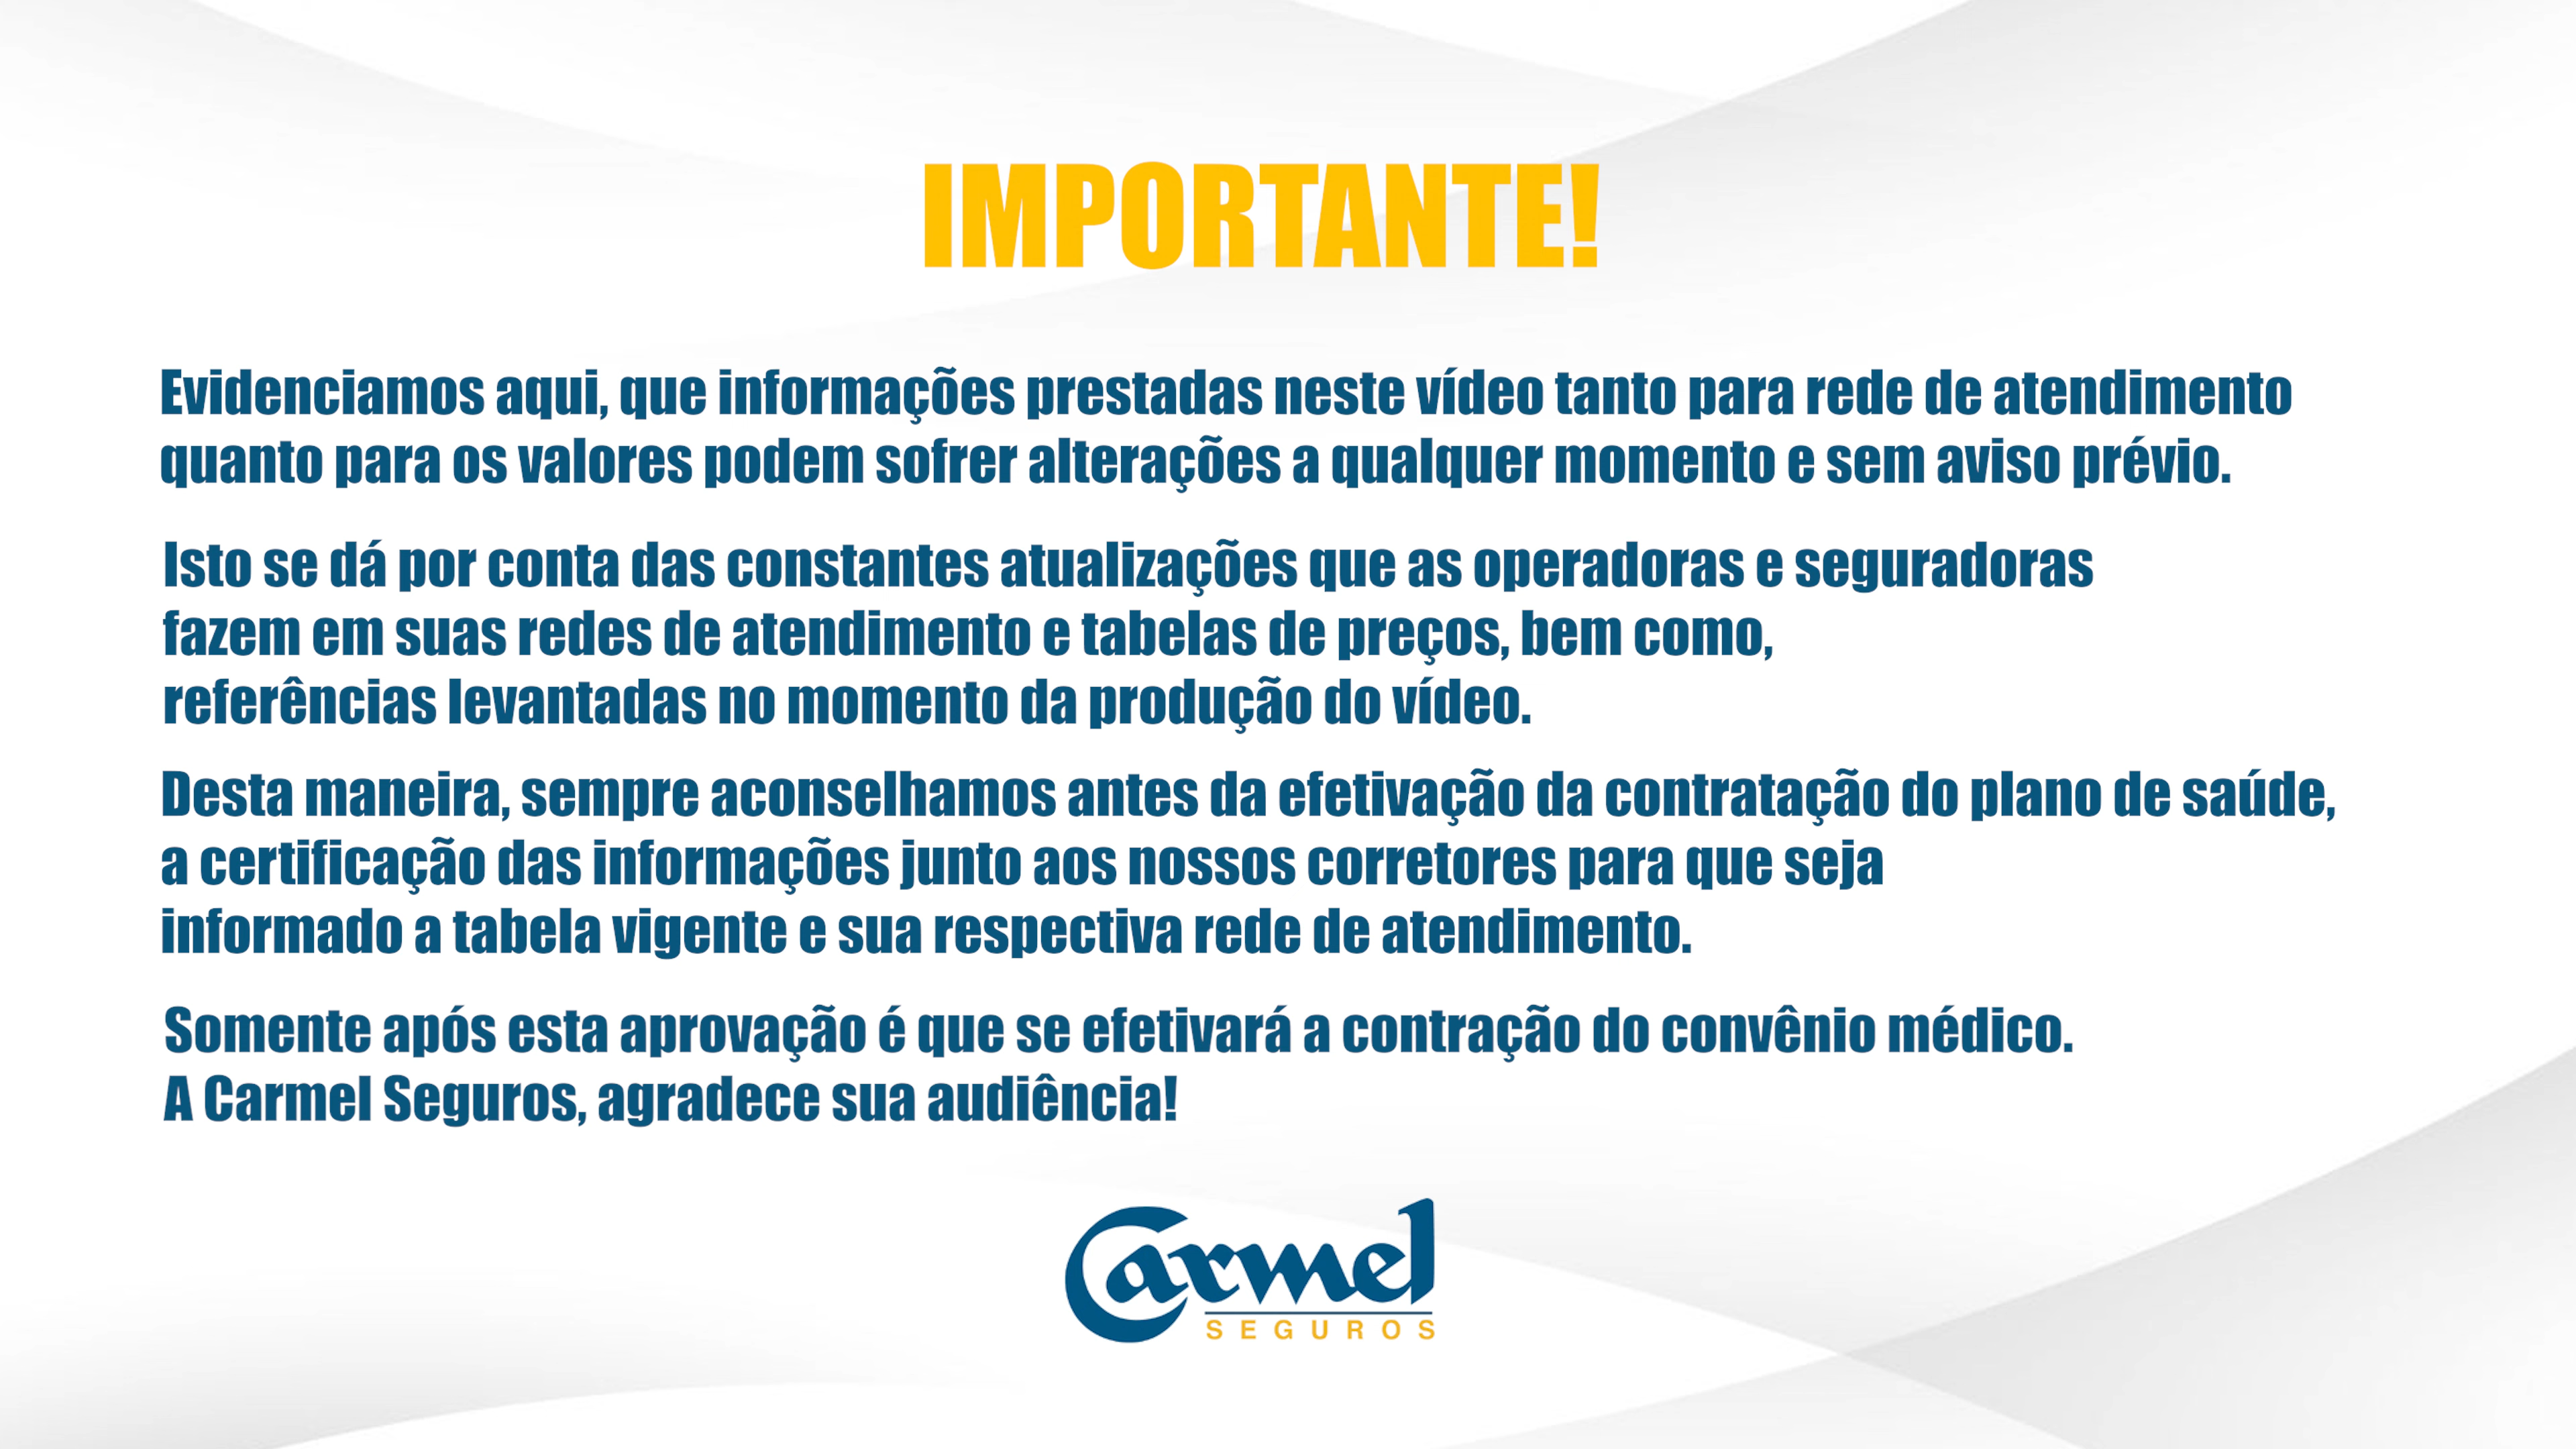 IMPORTANTE!
Evidenciamos aqui, que informações prestadas neste vídeo tanto para rede de atendimento
quanto para os valores podem sofrer alterações a qualquer momento e sem aviso prévio.
Isto se dá por conta das constantes atualizações que as operadoras e seguradoras
fazem em suas redes de atendimento e tabelas de preços, bem como,
referências levantadas no momento da produção do vídeo.
Desta maneira, sempre aconselhamos antes da efetivação da contratação do plano de saúde,
a certificação das informações junto aos nossos corretores para que seja
informado a tabela vigente e sua respectiva rede de atendimento.
Somente após esta aprovação é que se efetivará a contração do convênio médico.
A Carmel Seguros, agradece sua audiência!
Carmel
SEGUROS